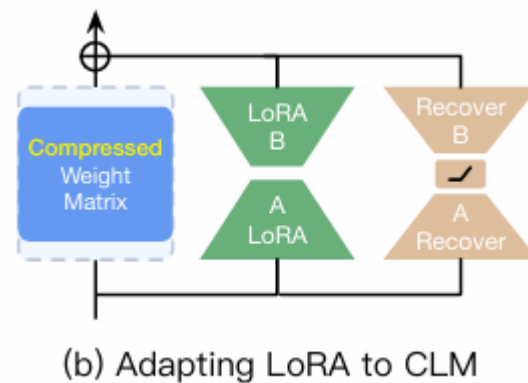 Compressed
Weight
Matrix
LoRA
B
A
LoRA
Recover
B
A
Recover
(b) Adapting LoRA to CLM